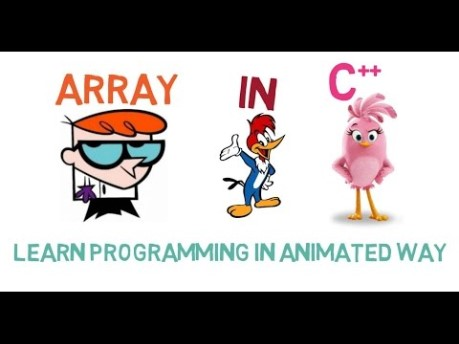 ARRAY IN C++
LEARN PROGRAMMING IN ANIMATED WAY